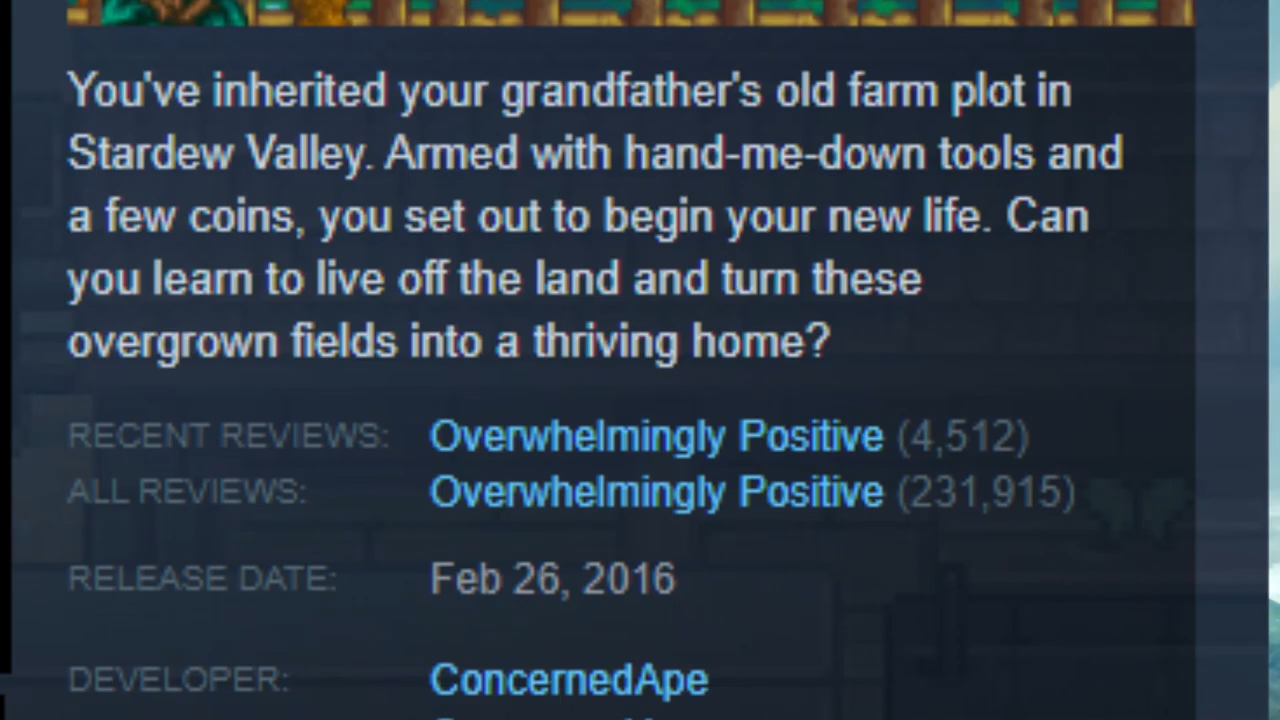 You've inherited your grandfather's old farm plot in
Stardew Valley. Armed with hand-me-down tools and
a few coins, you set out to begin your new life. Can
you learn to live off the land and turn these
overgrown fields into a thriving home?
RECENT REVIEWS: Overwhelmingly Positive (4,512)
ALL REVIEWS: Overwhelmingly Positive (231,915)
RELEASE DATE: Feb 26, 2016
DEVELOPER: ConcernedApe